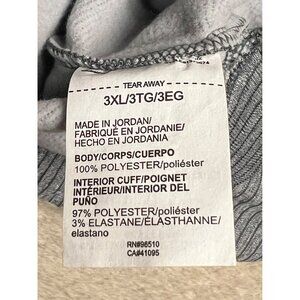 TEAR AWAY
3XL/3TG/3EG
MADE IN JORDAN/
FABRIQUÉ EN JORDANIE/
HECHO EN JORDANIA
BODY/CORPS/CUERPO
100% POLYESTER/poliéster
INTERIOR CUFF/POIGNET
INTÉRIEUR/INTERIOR DEL
PUÑO
97% POLYESTER/poliéster
3% ELASTANE/ÉLASTHANNE/
elastano
RN#96510
CA#41095